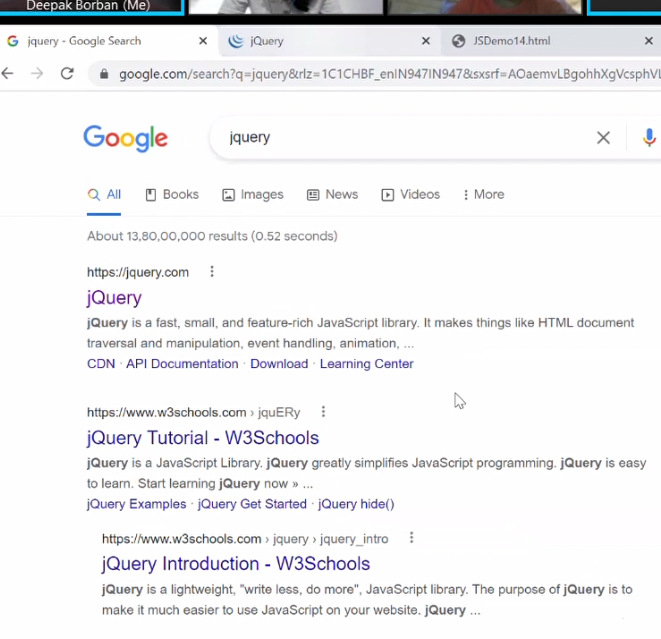 Deepak Borban (Me)
jquery - Google Search
jQuery
JSDemo14.html
google.com/search?q=jquery&rlz=1C1CHBF_enIN947IN947&sxsrf=AOaemvLBgohhXgVcsphVL
Google
jquery
All Books Images News Videos More
About 13,80,00,000 results (0.52 seconds)
https://jquery.com
jQuery
jQuery is a fast, small, and feature-rich JavaScript library. It makes things like HTML document
traversal and manipulation, event handling, animation, ...
CDN · API Documentation · Download · Learning Center
https://www.w3schools.com › jquERy
jQuery Tutorial - W3Schools
jQuery is a JavaScript Library. jQuery greatly simplifies JavaScript programming. jQuery is easy
to learn. Start learning jQuery now » ...
jQuery Examples · jQuery Get Started · jQuery hide()
https://www.w3schools.com › jquery › jquery_intro
jQuery Introduction - W3Schools
jQuery is a lightweight, "write less, do more", JavaScript library. The purpose of jQuery is to
make it much easier to use JavaScript on your website. jQuery ...